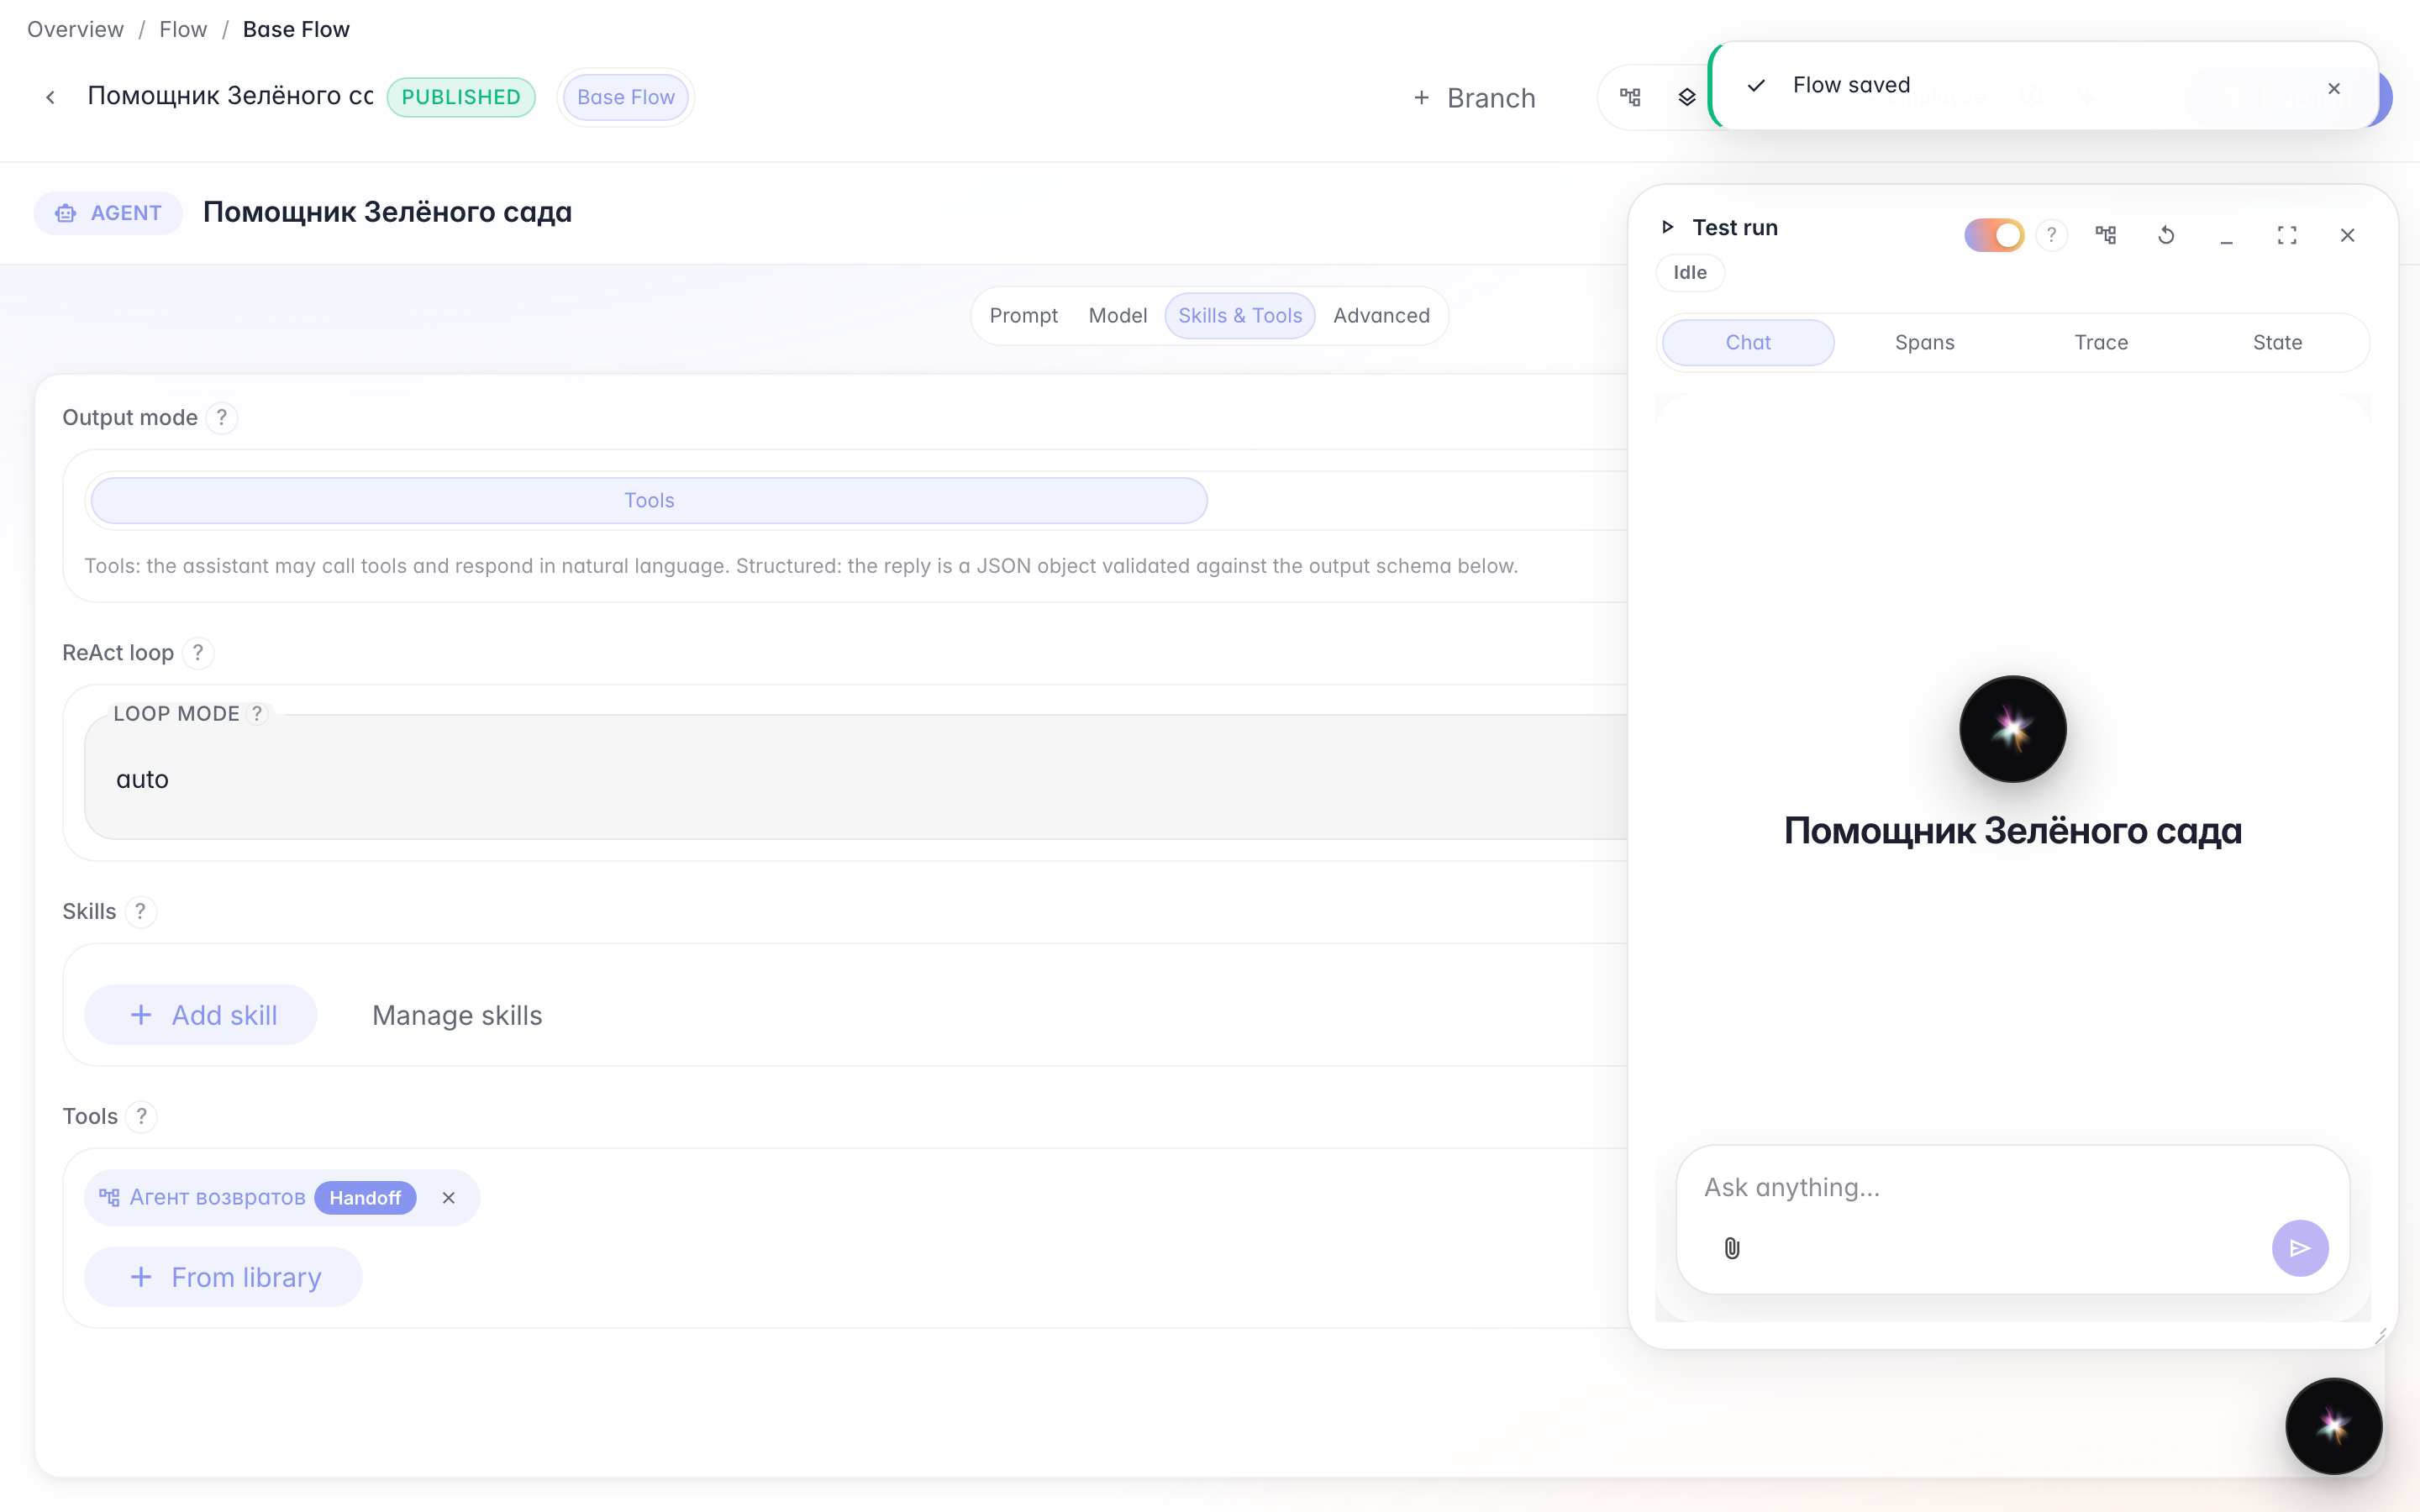 Overview / Flow / Base Flow
Помощник Зелёного са
PUBLISHED
Base Flow
+ Branch
Flow saved
AGENT
Помощник Зелёного сада
Prompt
Model
Skills & Tools
Advanced
Output mode ?
Tools
Tools: the assistant may call tools and respond in natural language. Structured: the reply is a JSON object validated against the output schema below.
ReAct loop ?
LOOP MODE ?
auto
Skills ?
+ Add skill
Manage skills
Tools ?
Агент возвратов Handoff
+ From library
Test run
?
Idle
Chat
Spans
Trace
State
Помощник Зелёного сада
Ask anything...